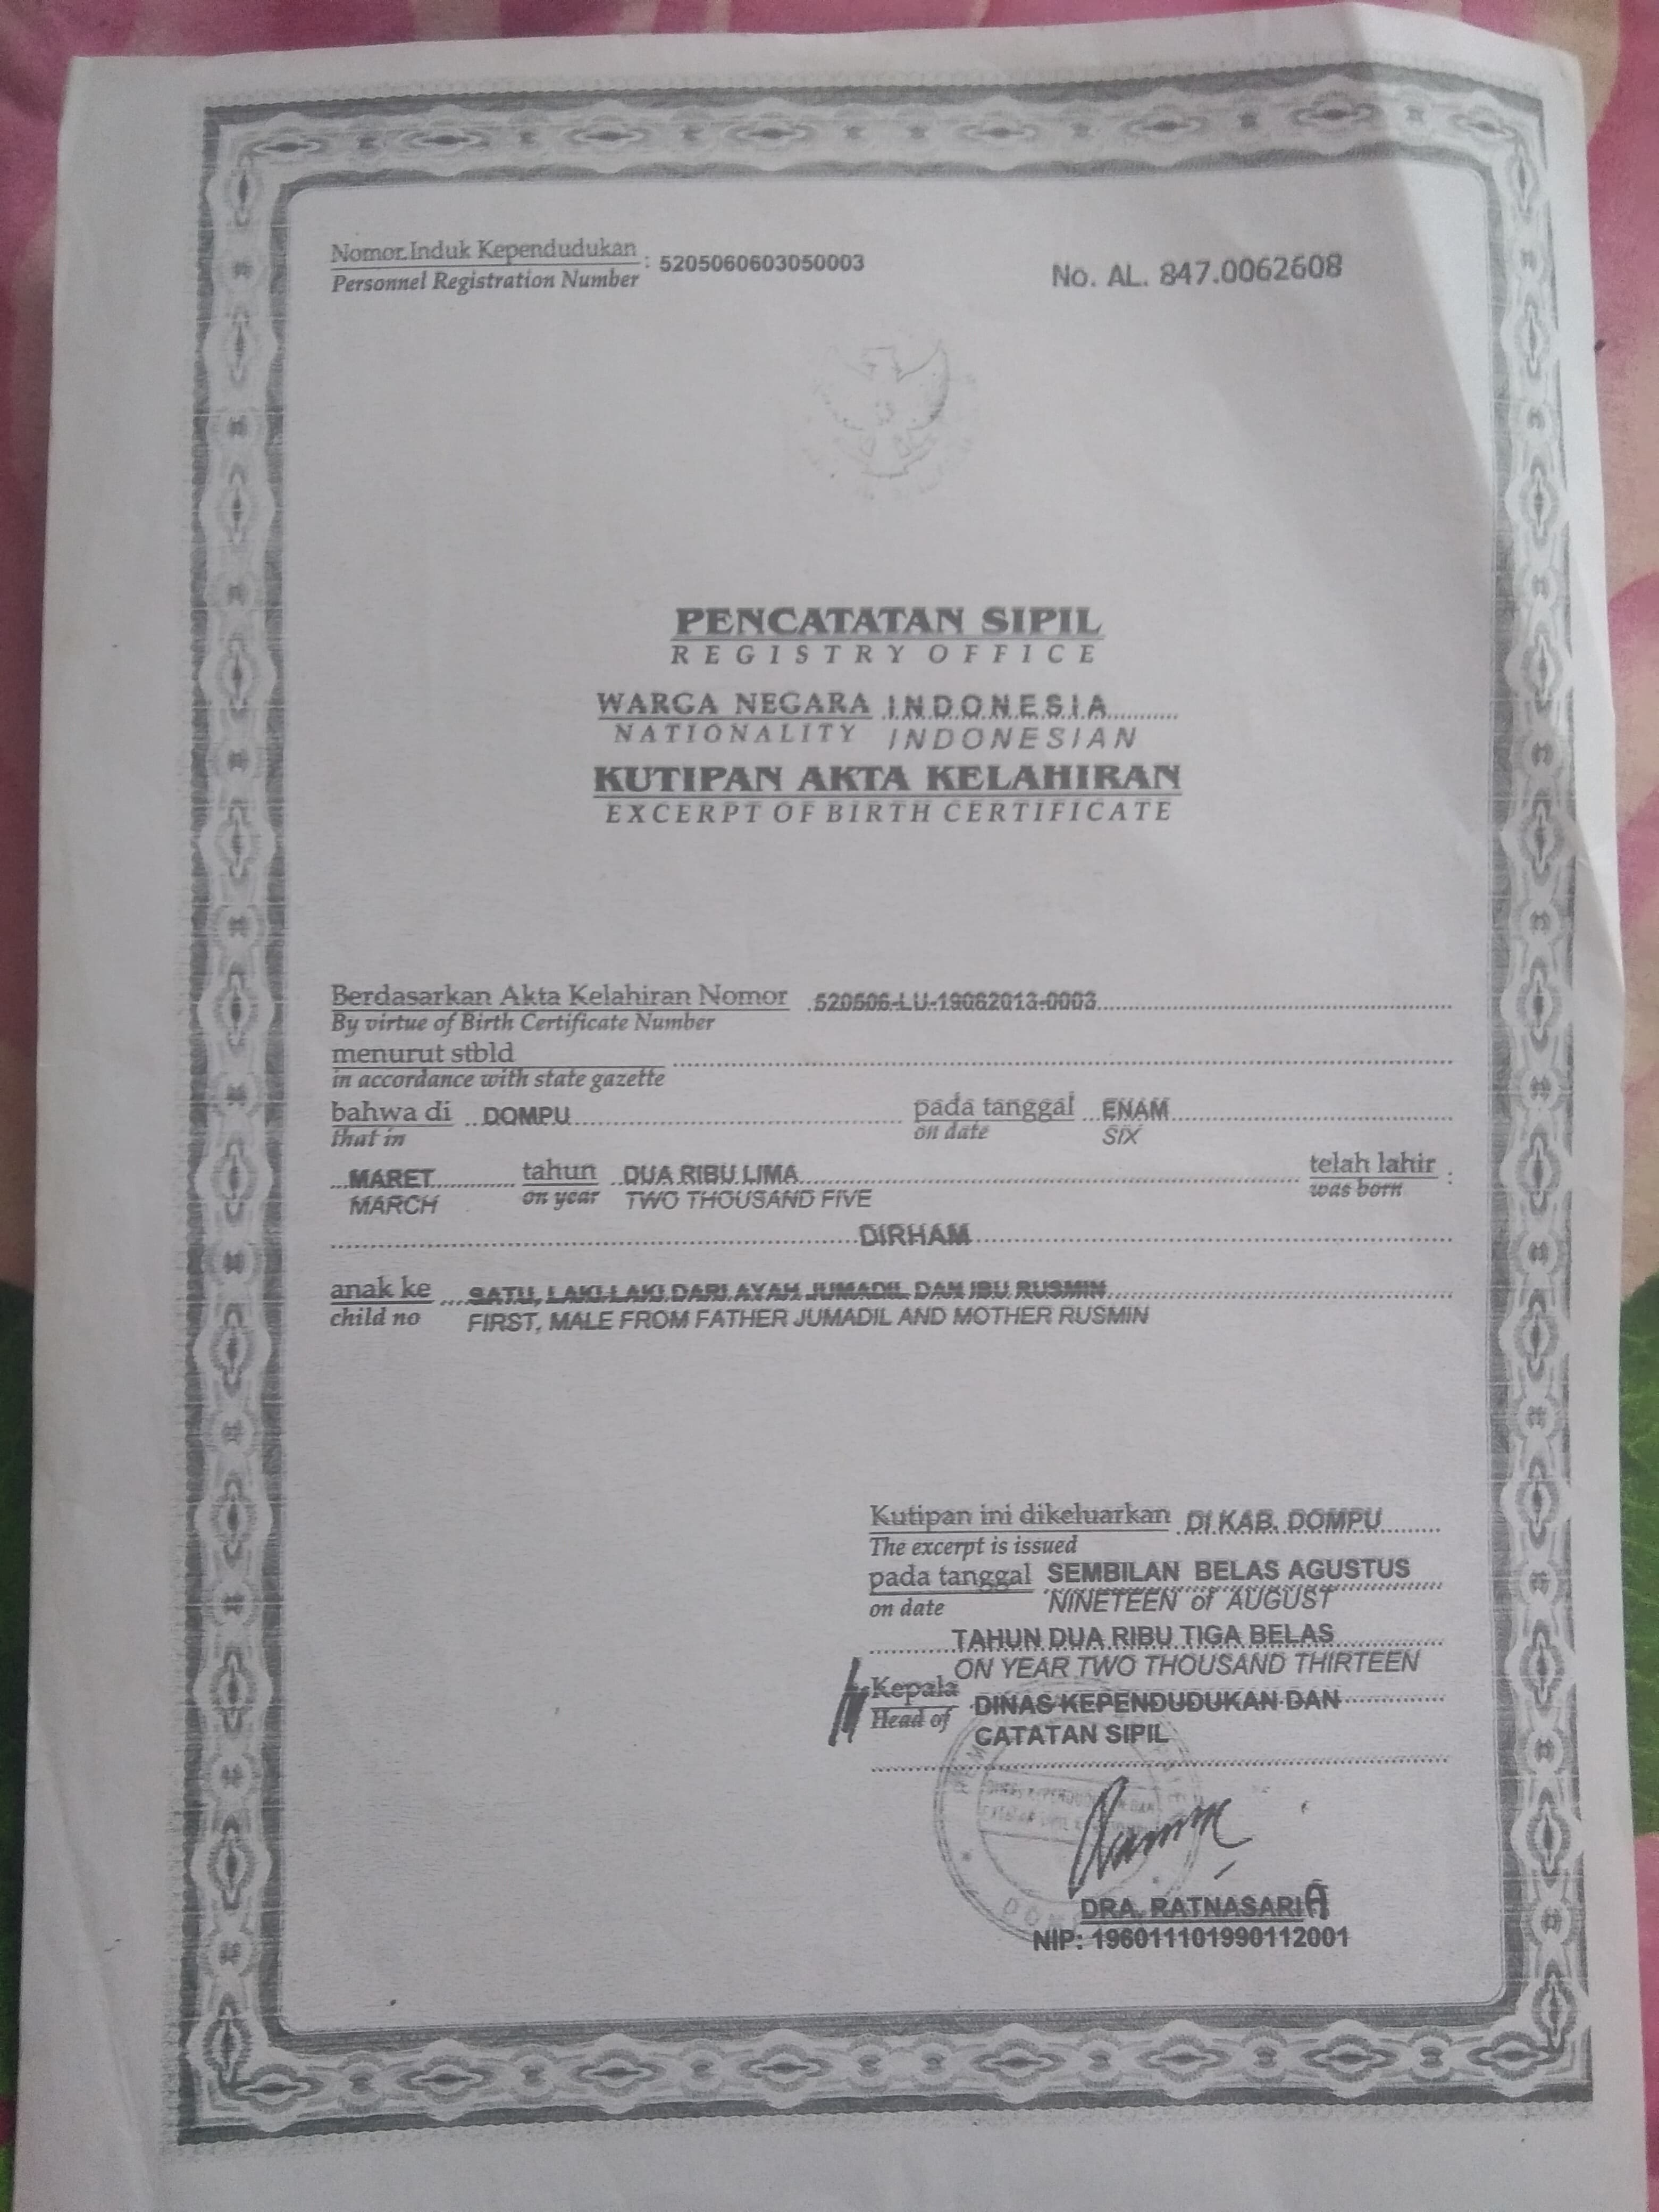 Nomor Induk Kependudukan : 5205060603050003
Personnel Registration Number
No. AL. 847.0062608
PENCATATAN SIPIL
REGISTRY OFFICE
WARGA NEGARA INDONESIA
NATIONALITY INDONESIAN
KUTIPAN AKTA KELAHIRAN
EXCERPT OF BIRTH CERTIFICATE
Berdasarkan Akta Kelahiran Nomor 520506-LU-19082013-0003
By virtue of Birth Certificate Number
menurut stbld
in accordance with state gazette
bahwa di DOMPU pada tanggal ENAM
that in on date SIX
MARET tahun DUA RIBU LIMA telah lahir :
MARCH on year TWO THOUSAND FIVE was born
DIRHAM
anak ke SATU, LAKI-LAKI DARI AYAH JUMADIL DAN IBU RUSMIN
child no FIRST, MALE FROM FATHER JUMADIL AND MOTHER RUSMIN
Kutipan ini dikeluarkan DI KAB. DOMPU
The excerpt is issued
pada tanggal SEMBILAN BELAS AGUSTUS
on date NINETEEN of AUGUST
TAHUN DUA RIBU TIGA BELAS
ON YEAR TWO THOUSAND THIRTEEN
Kepala DINAS KEPENDUDUKAN DAN
Head of CATATAN SIPIL
DINAS KEPENDUDUKAN DAN
CATATAN SIPIL
DRA. RATNASARIA
NIP: 196011101990112001